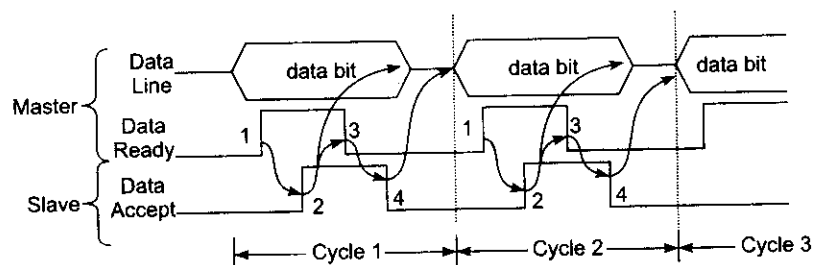 Master
Data Line
data bit
data bit
data bit
Data Ready
1
3
1
3
Slave
Data Accept
2
4
2
4
Cycle 1
Cycle 2
Cycle 3